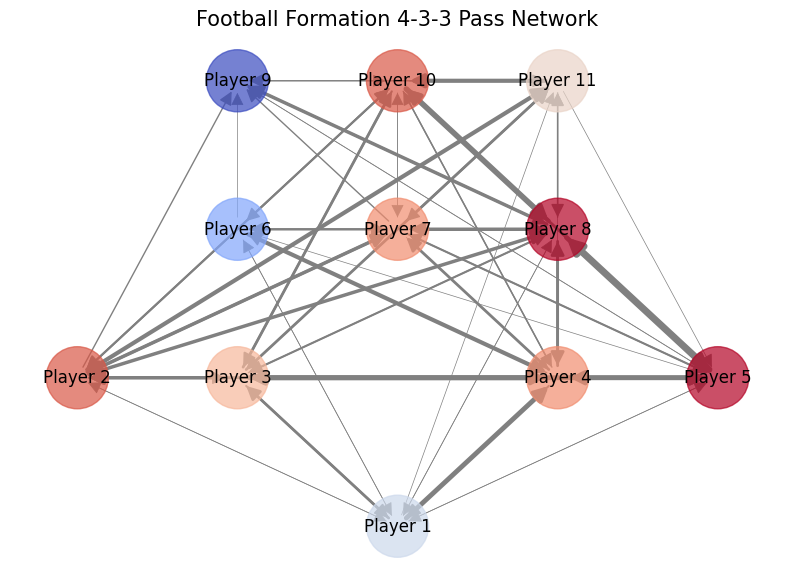 Football Formation 4-3-3 Pass Network
Player 9
Player 10
Player 11
Player 6
Player 7
Player 8
Player 2
Player 3
Player 4
Player 5
Player 1